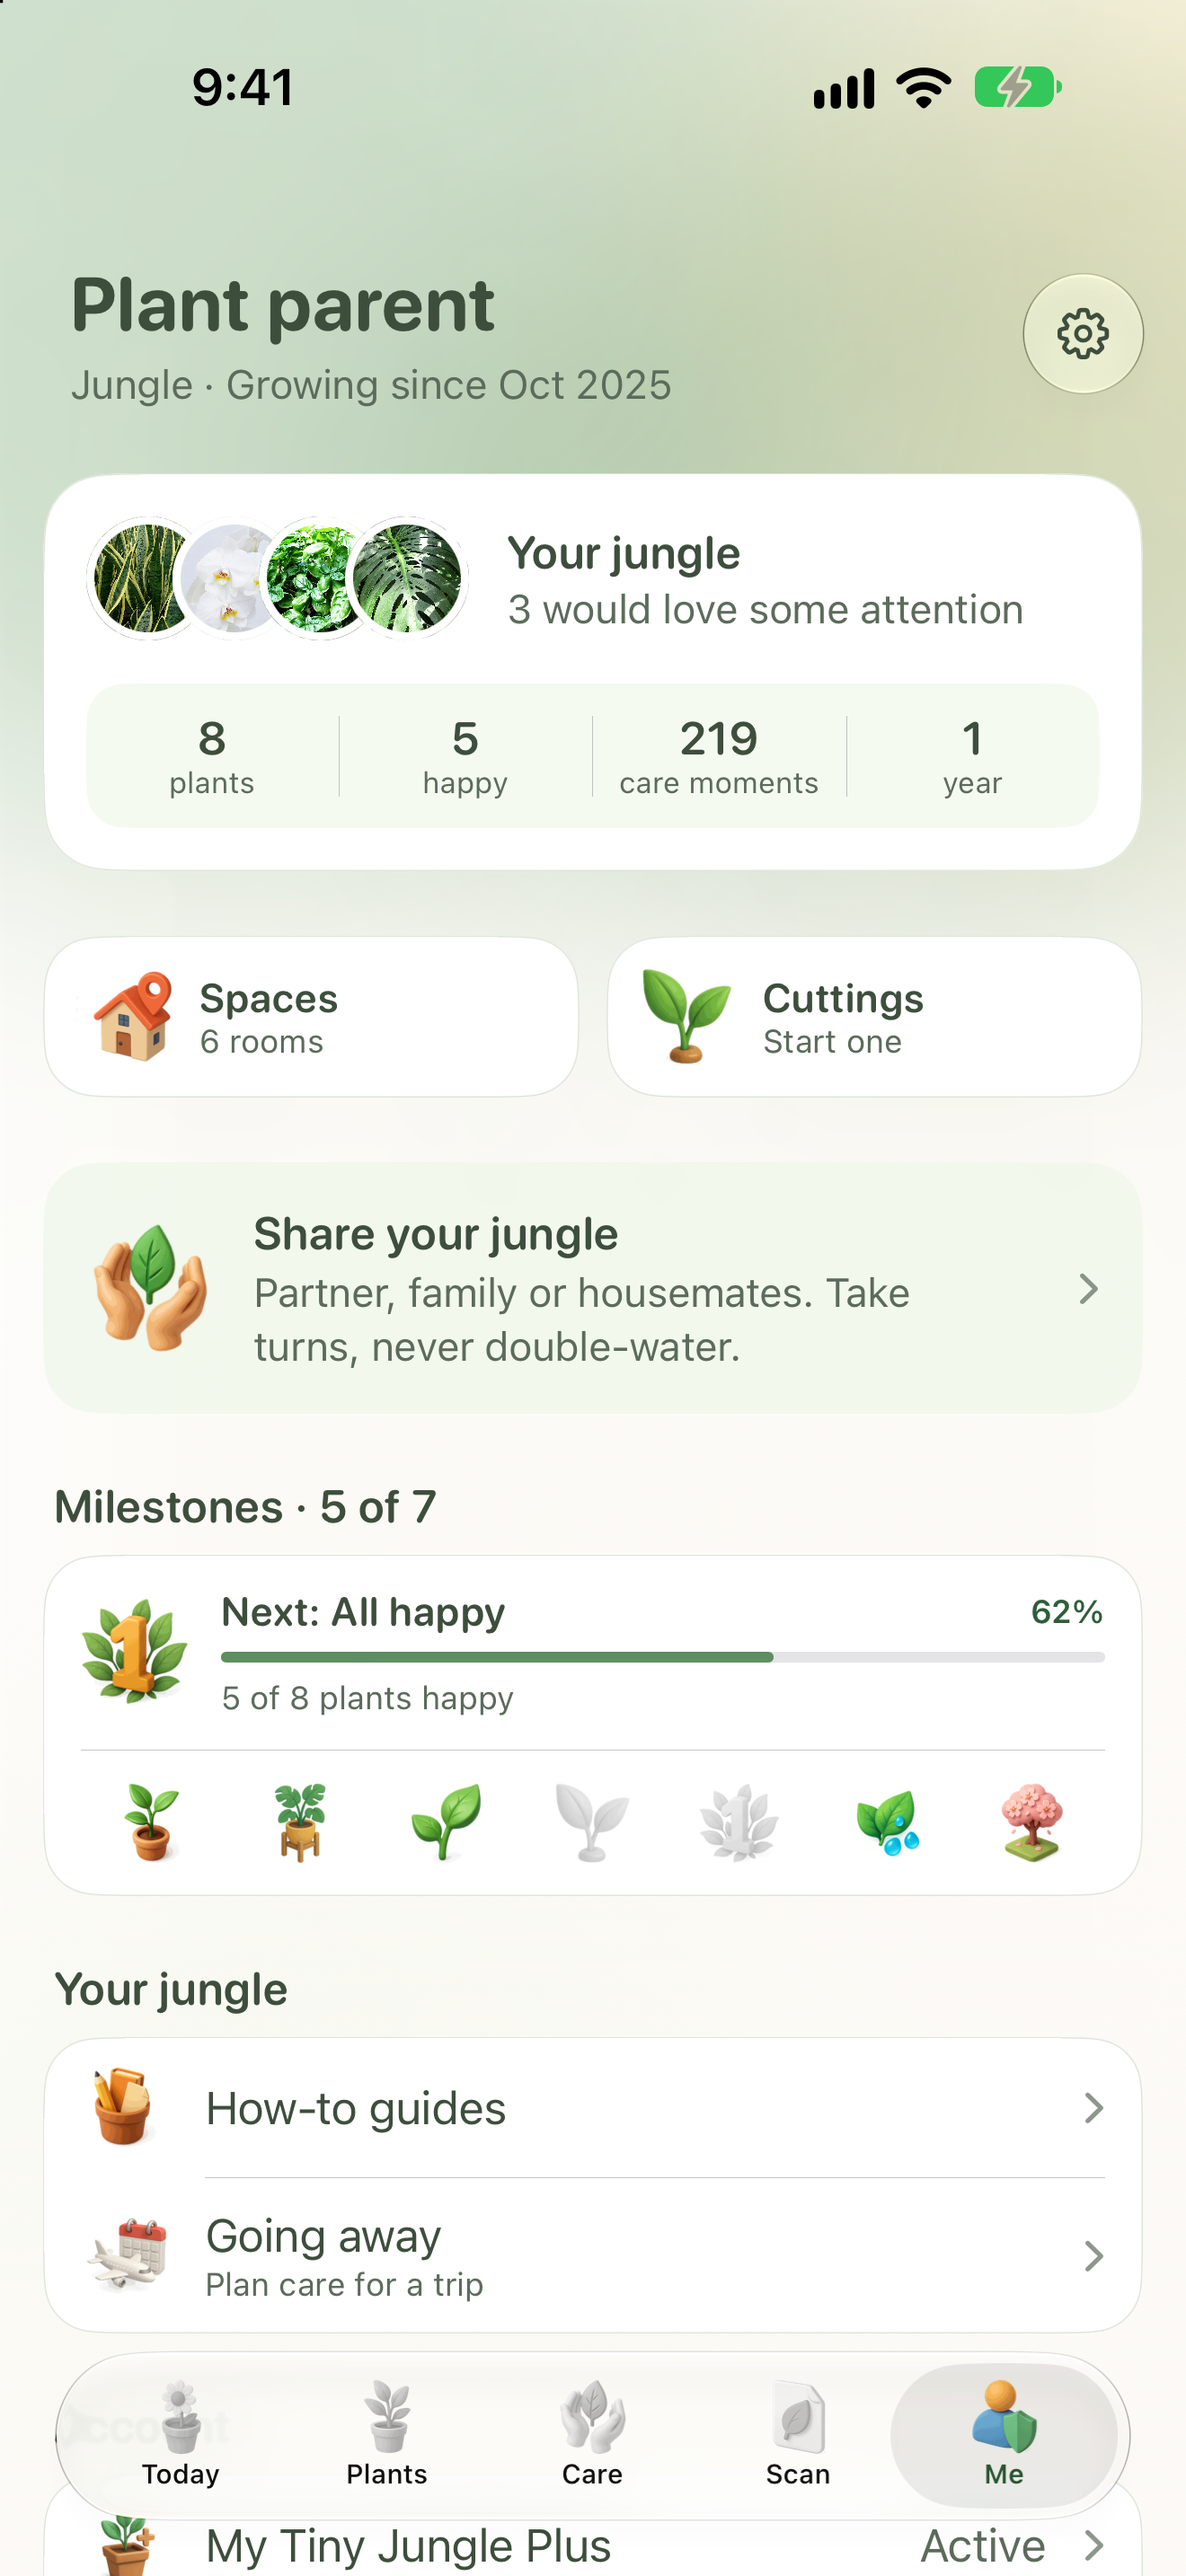 9:41
Plant parent
Jungle · Growing since Oct 2025
Your jungle
3 would love some attention
8
plants
5
happy
219
care moments
1
year
Spaces
6 rooms
Cuttings
Start one
Share your jungle
Partner, family or housemates. Take
turns, never double-water.
Milestones · 5 of 7
1
Next: All happy
62%
5 of 8 plants happy
1
Your jungle
How-to guides
Going away
Plan care for a trip
Account
Today
Plants
Care
Scan
Me
My Tiny Jungle Plus
Active